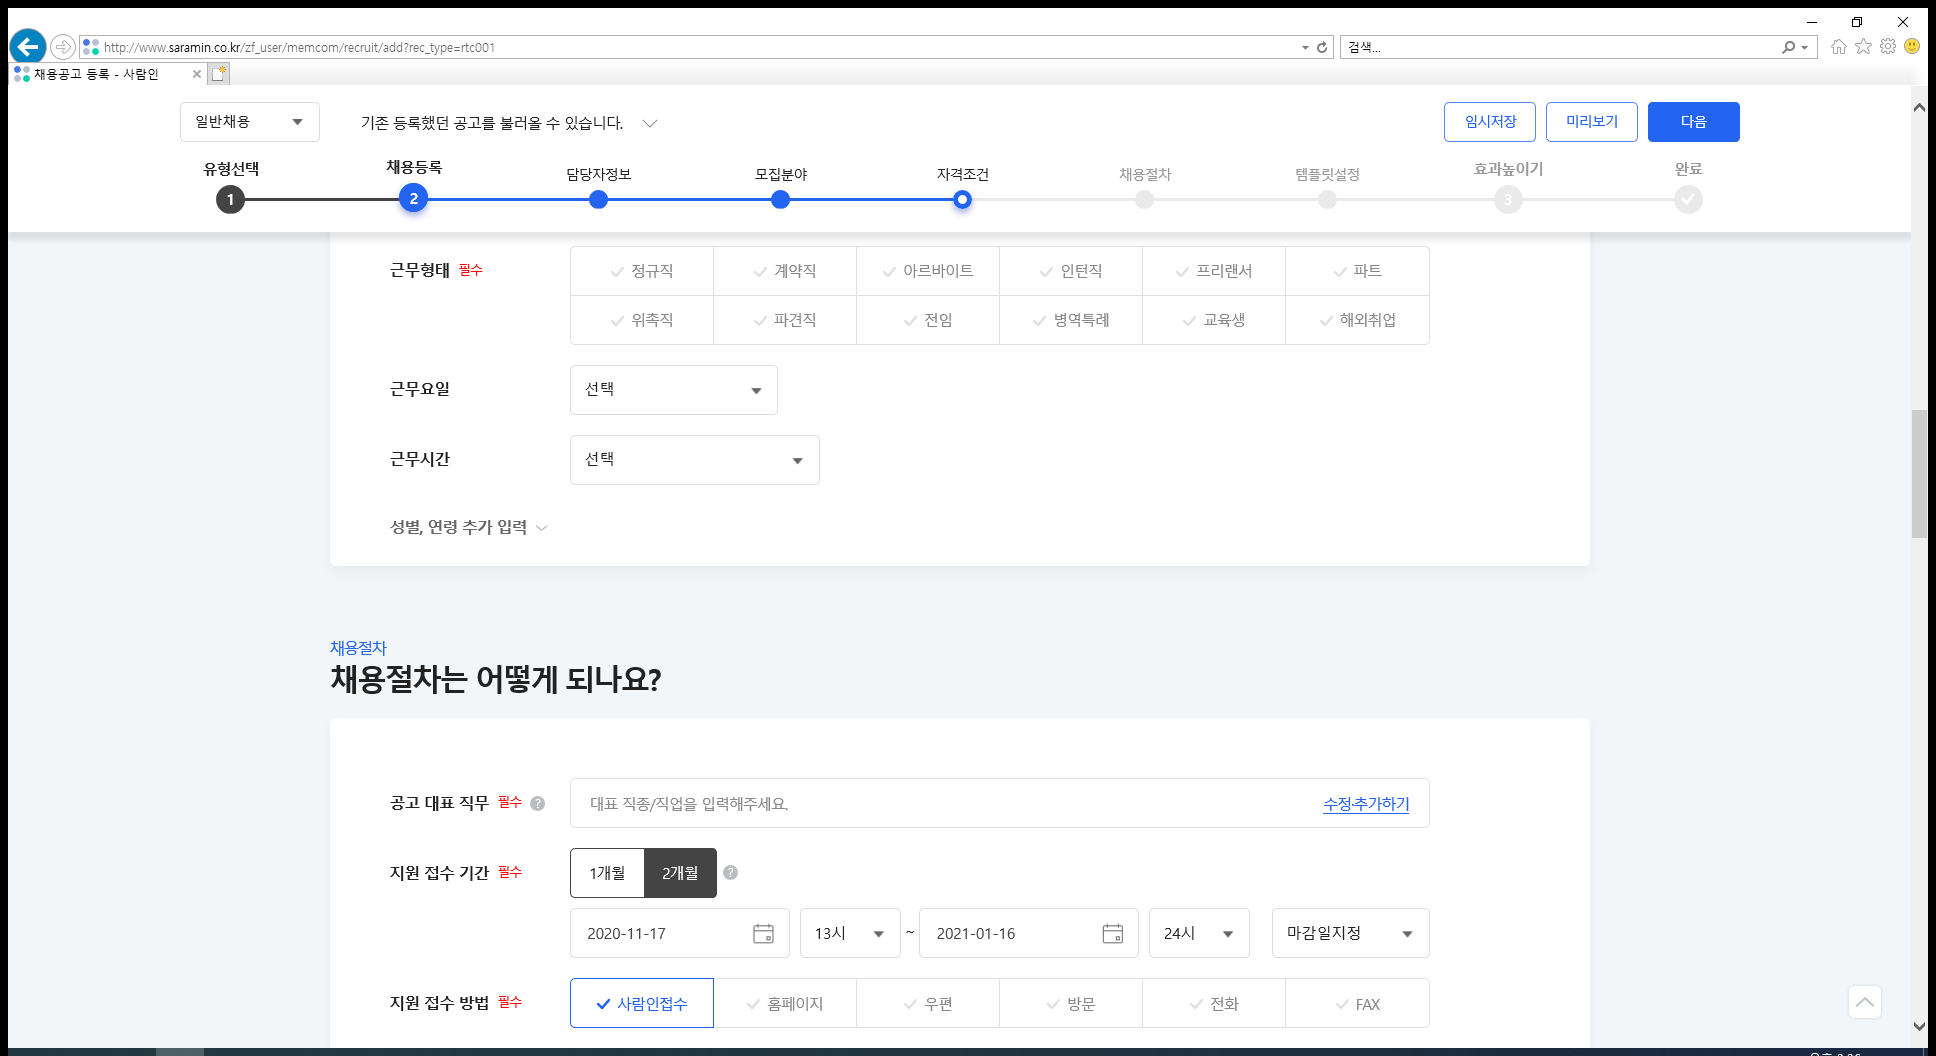 http://www.saramin.co.kr/zf_user/memcom/recruit/add?rec_type=rtc001
검색...
채용공고 등록 - 사람인
일반채용
기존 등록했던 공고를 불러올 수 있습니다.
임시저장
미리보기
다음
유형선택
채용등록
담당자정보
모집분야
자격조건
채용절차
템플릿설정
효과높이기
완료
1
2
3
근무형태 필수
정규직
계약직
아르바이트
인턴직
프리랜서
파트
위촉직
파견직
전임
병역특례
교육생
해외취업
근무요일
선택
근무시간
선택
성별, 연령 추가 입력
채용절차
채용절차는 어떻게 되나요?
공고 대표 직무 필수 ?
대표 직종/직업을 입력해주세요.
수정·추가하기
지원 접수 기간 필수
1개월
2개월
?
2020-11-17
13시
~
2021-01-16
24시
마감일지정
지원 접수 방법 필수
사람인접수
홈페이지
우편
방문
전화
FAX